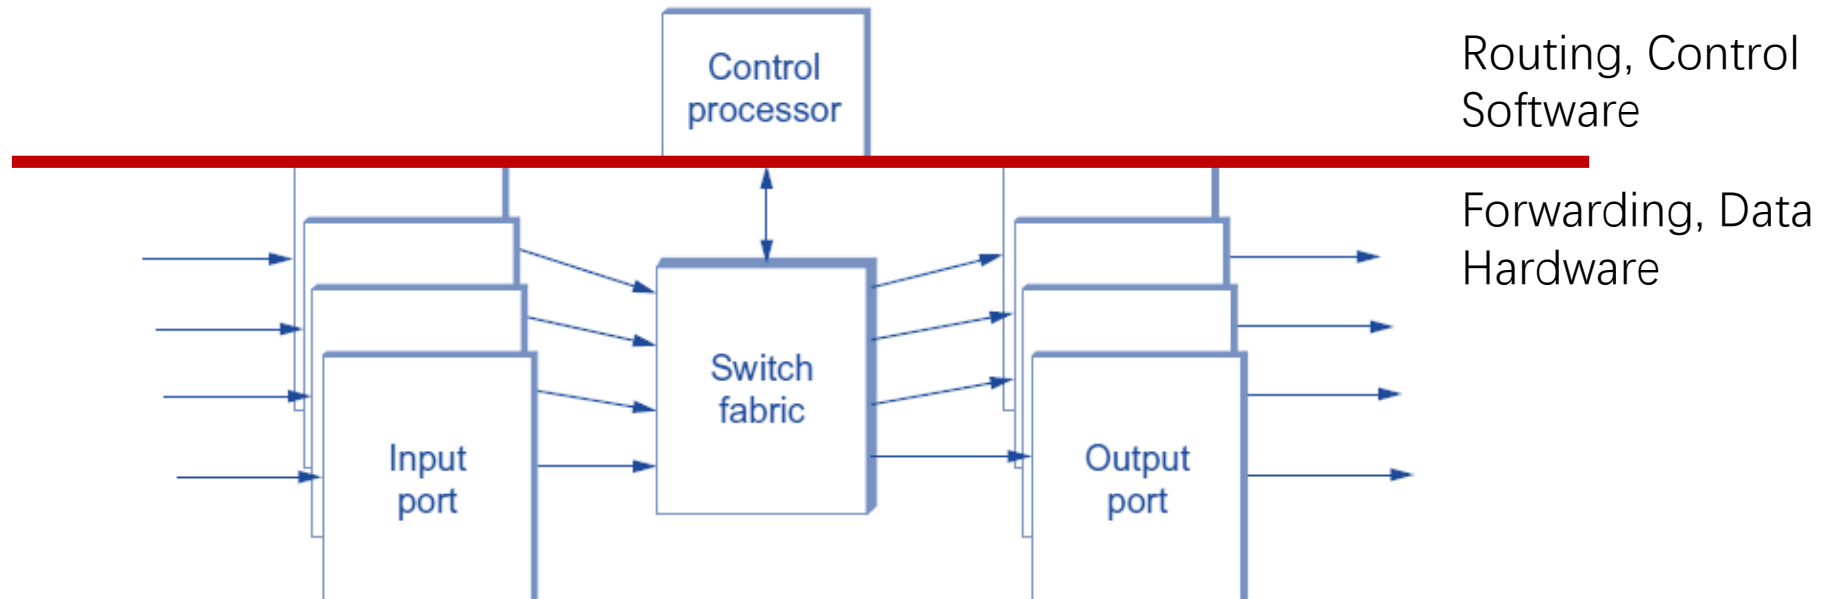 Control
processor
Routing, Control
Software
Forwarding, Data
Hardware
Switch
fabric
Input
port
Output
port